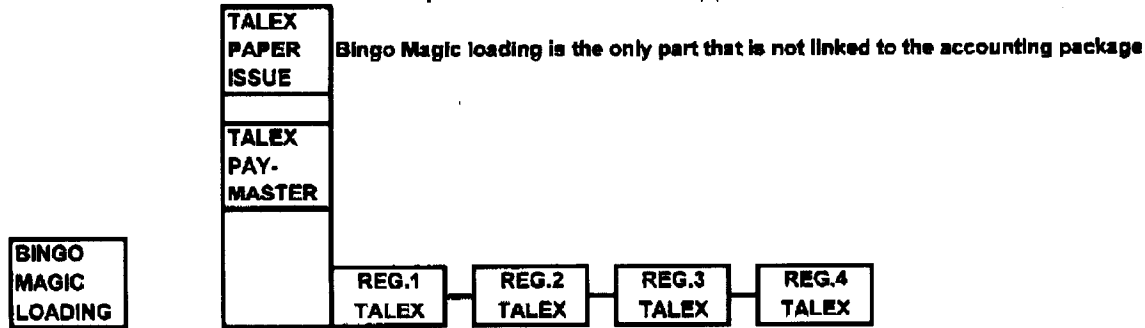 TALEX
PAPER
ISSUE
Bingo Magic loading is the only part that is not linked to the accounting package
TALEX
PAY-
MASTER
BINGO
MAGIC
LOADING
REG.1
TALEX
REG.2
TALEX
REG.3
TALEX
REG.4
TALEX